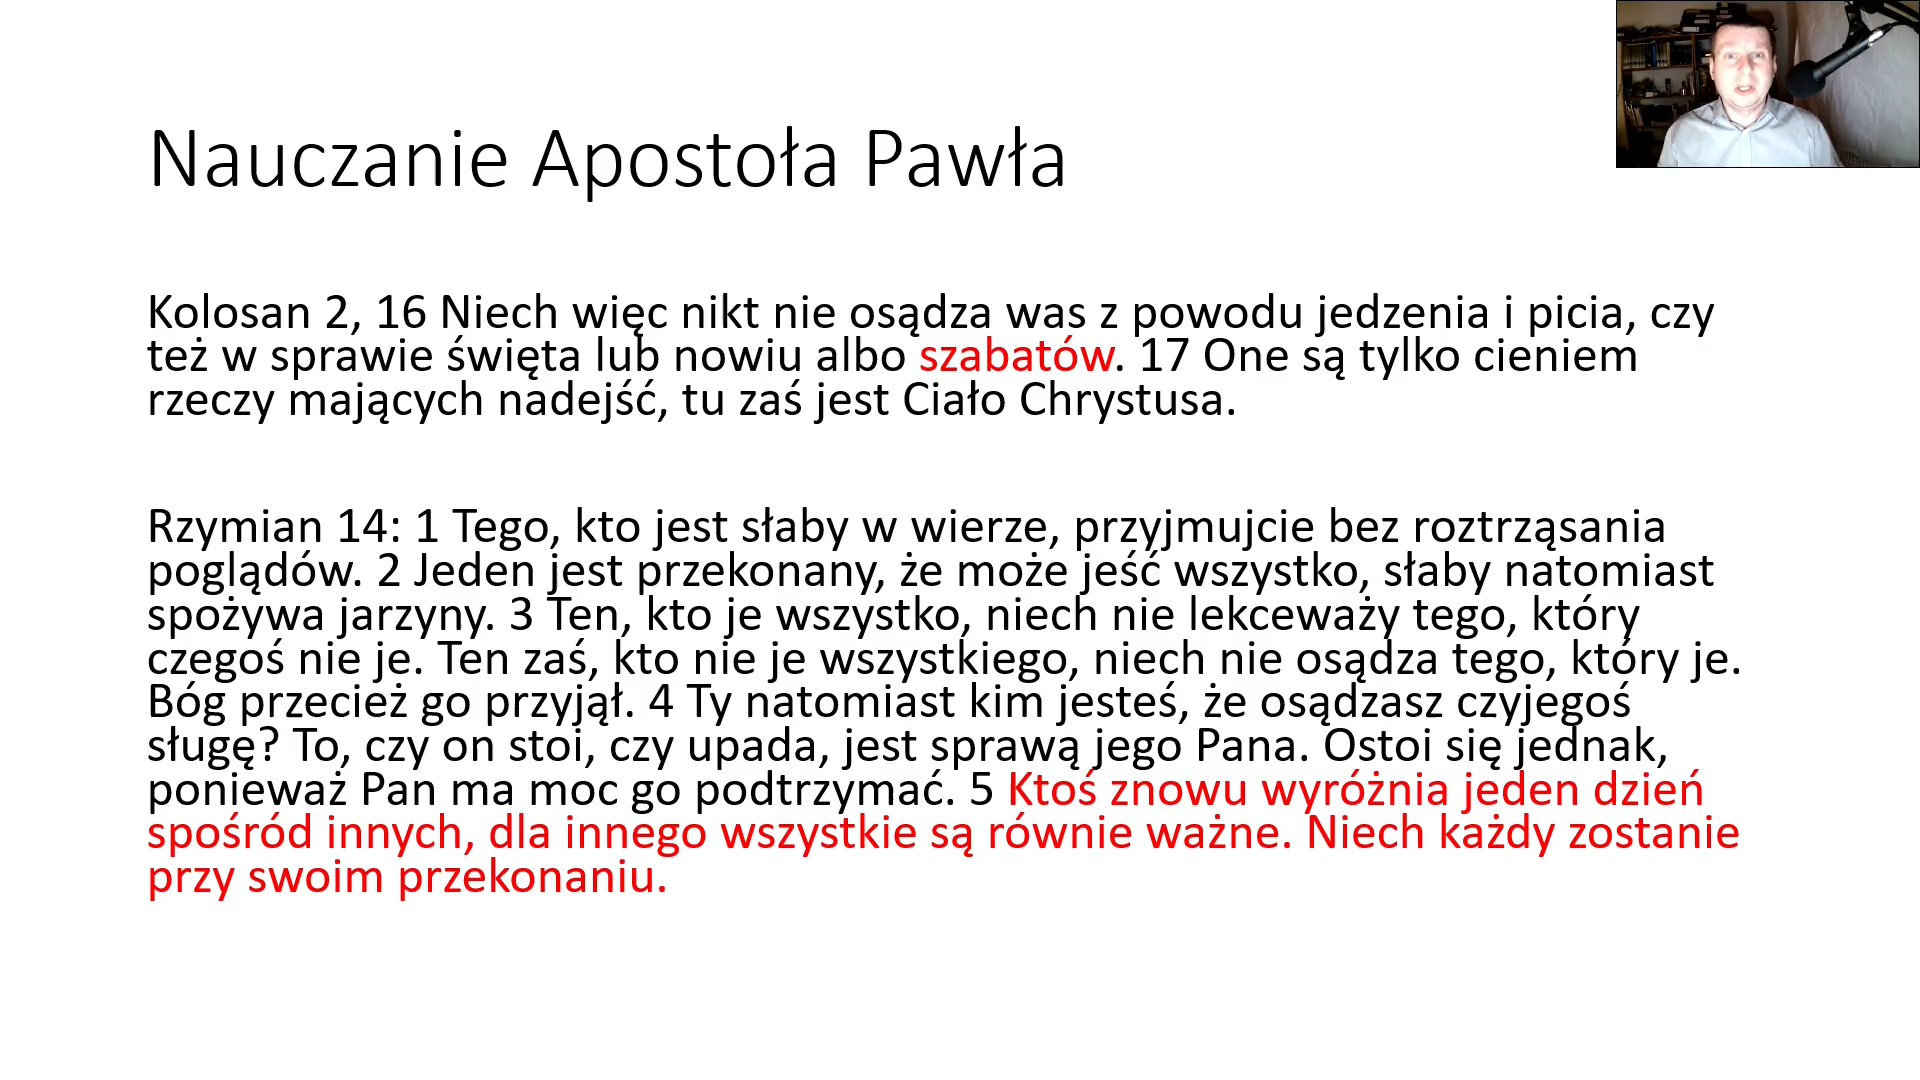 Nauczanie Apostoła Pawła
Kolosan 2, 16 Niech więc nikt nie osądza was z powodu jedzenia i picia, czy
też w sprawie święta lub nowiu albo szabatów. 17 One są tylko cieniem
rzeczy mających nadejść, tu zaś jest Ciało Chrystusa.
Rzymian 14: 1 Tego, kto jest słaby w wierze, przyjmujcie bez roztrząsania
poglądów. 2 Jeden jest przekonany, że może jeść wszystko, słaby natomiast
spożywa jarzyny. 3 Ten, kto je wszystko, niech nie lekceważy tego, który
czegoś nie je. Ten zaś, kto nie je wszystkiego, niech nie osądza tego, który je.
Bóg przecież go przyjął. 4 Ty natomiast kim jesteś, że osądzasz czyjegoś
sługę? To, czy on stoi, czy upada, jest sprawą jego Pana. Ostoi się jednak,
ponieważ Pan ma moc go podtrzymać. 5 Ktoś znowu wyróżnia jeden dzień
spośród innych, dla innego wszystkie są równie ważne. Niech każdy zostanie
przy swoim przekonaniu.